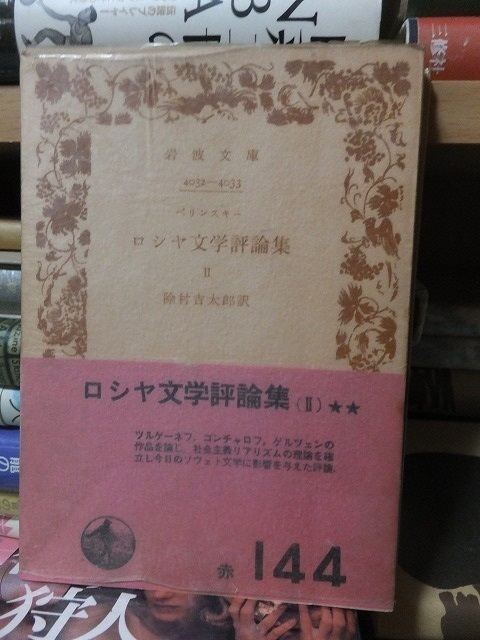 三修社
岩波文庫
4032—4033
ベリンスキー
ロシヤ文学評論集
II
除村吉太郎訳
ロシヤ文学評論集（II）★★
ツルゲーネフ，ゴンチャロフ，ゲルツェンの
作品を論じ，社会主義リアリズムの理論を確
立し今日のソヴェト文学に影響を与えた評論．
赤 144
狩人